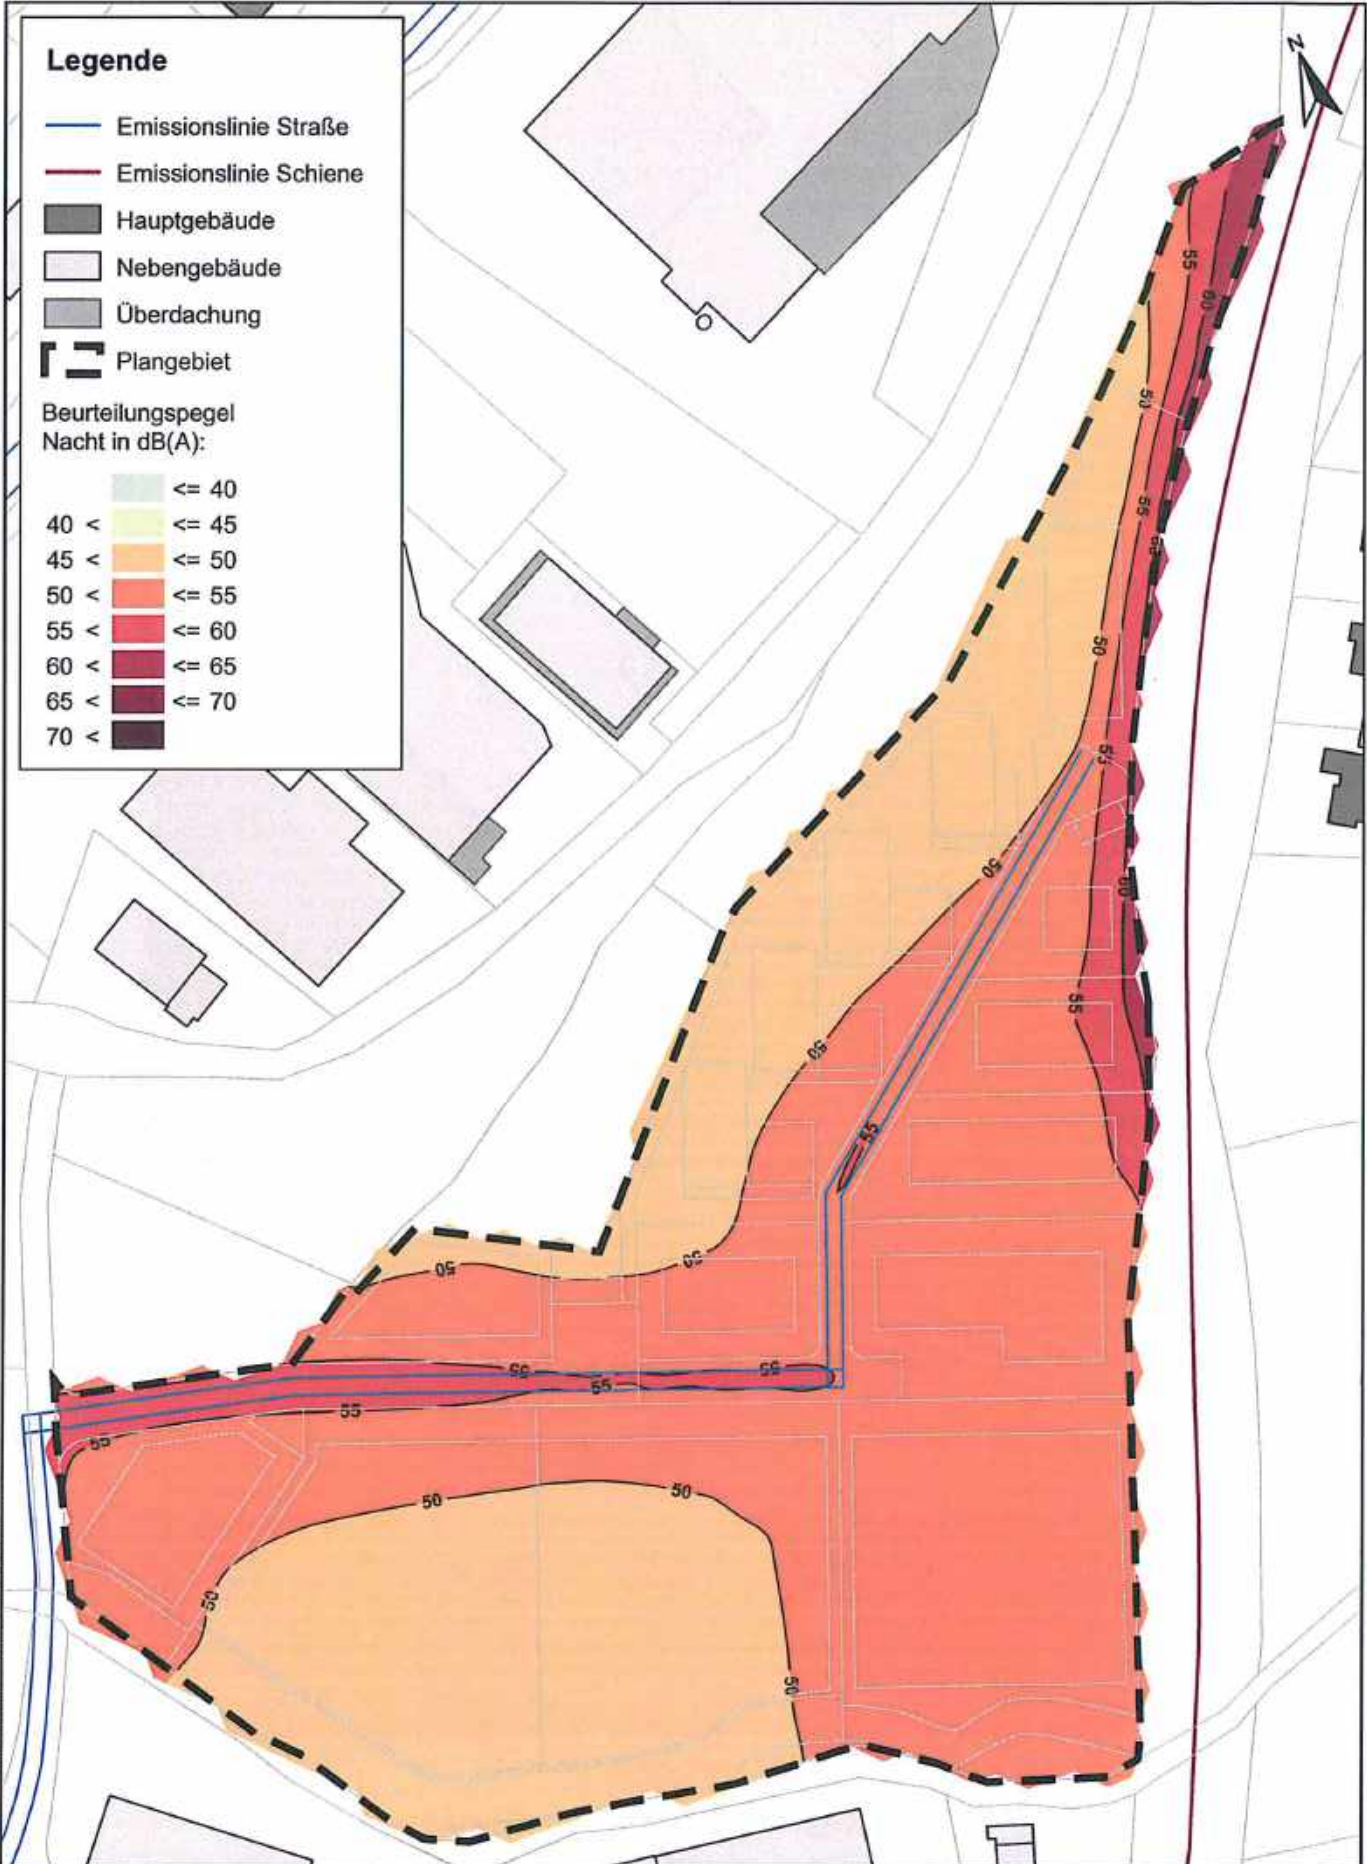 Legende
Emissionslinie Straße
Emissionslinie Schiene
Hauptgebäude
Nebengebäude
Überdachung
Plangebiet
Beurteilungspegel
Nacht in dB(A):
<= 40
40 < <= 45
45 < <= 50
50 < <= 55
55 < <= 60
60 < <= 65
65 < <= 70
70 <
N
55
60
50
55
60
50
55
50
60
55
50
55
50
50
55
55
55
55
55
50
50
50
50